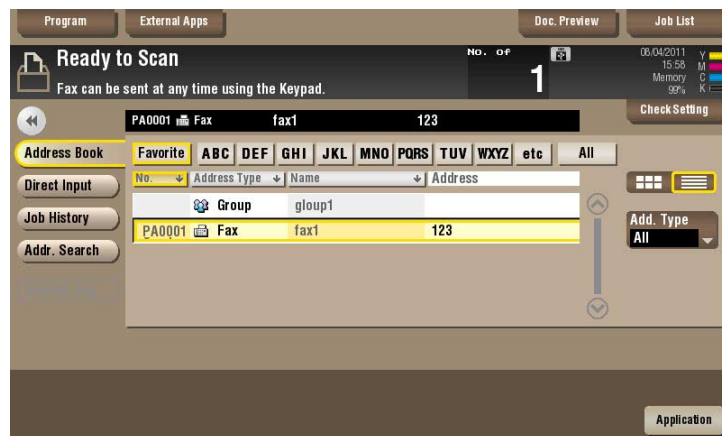 Program
External Apps
Doc. Preview
Job List
Ready to Scan
Fax can be sent at any time using the Keypad.
No. of
1
08/04/2011
15:58
Memory
99%
Y
M
C
K
PA0001 Fax fax1 123
Check Setting
Address Book
Favorite ABC DEF GHI JKL MNO PQRS TUV WXYZ etc All
No. Address Type Name Address
Direct Input
Group gloup1
Job History
Add. Type
All
PA0001 Fax fax1 123
Addr. Search
Application